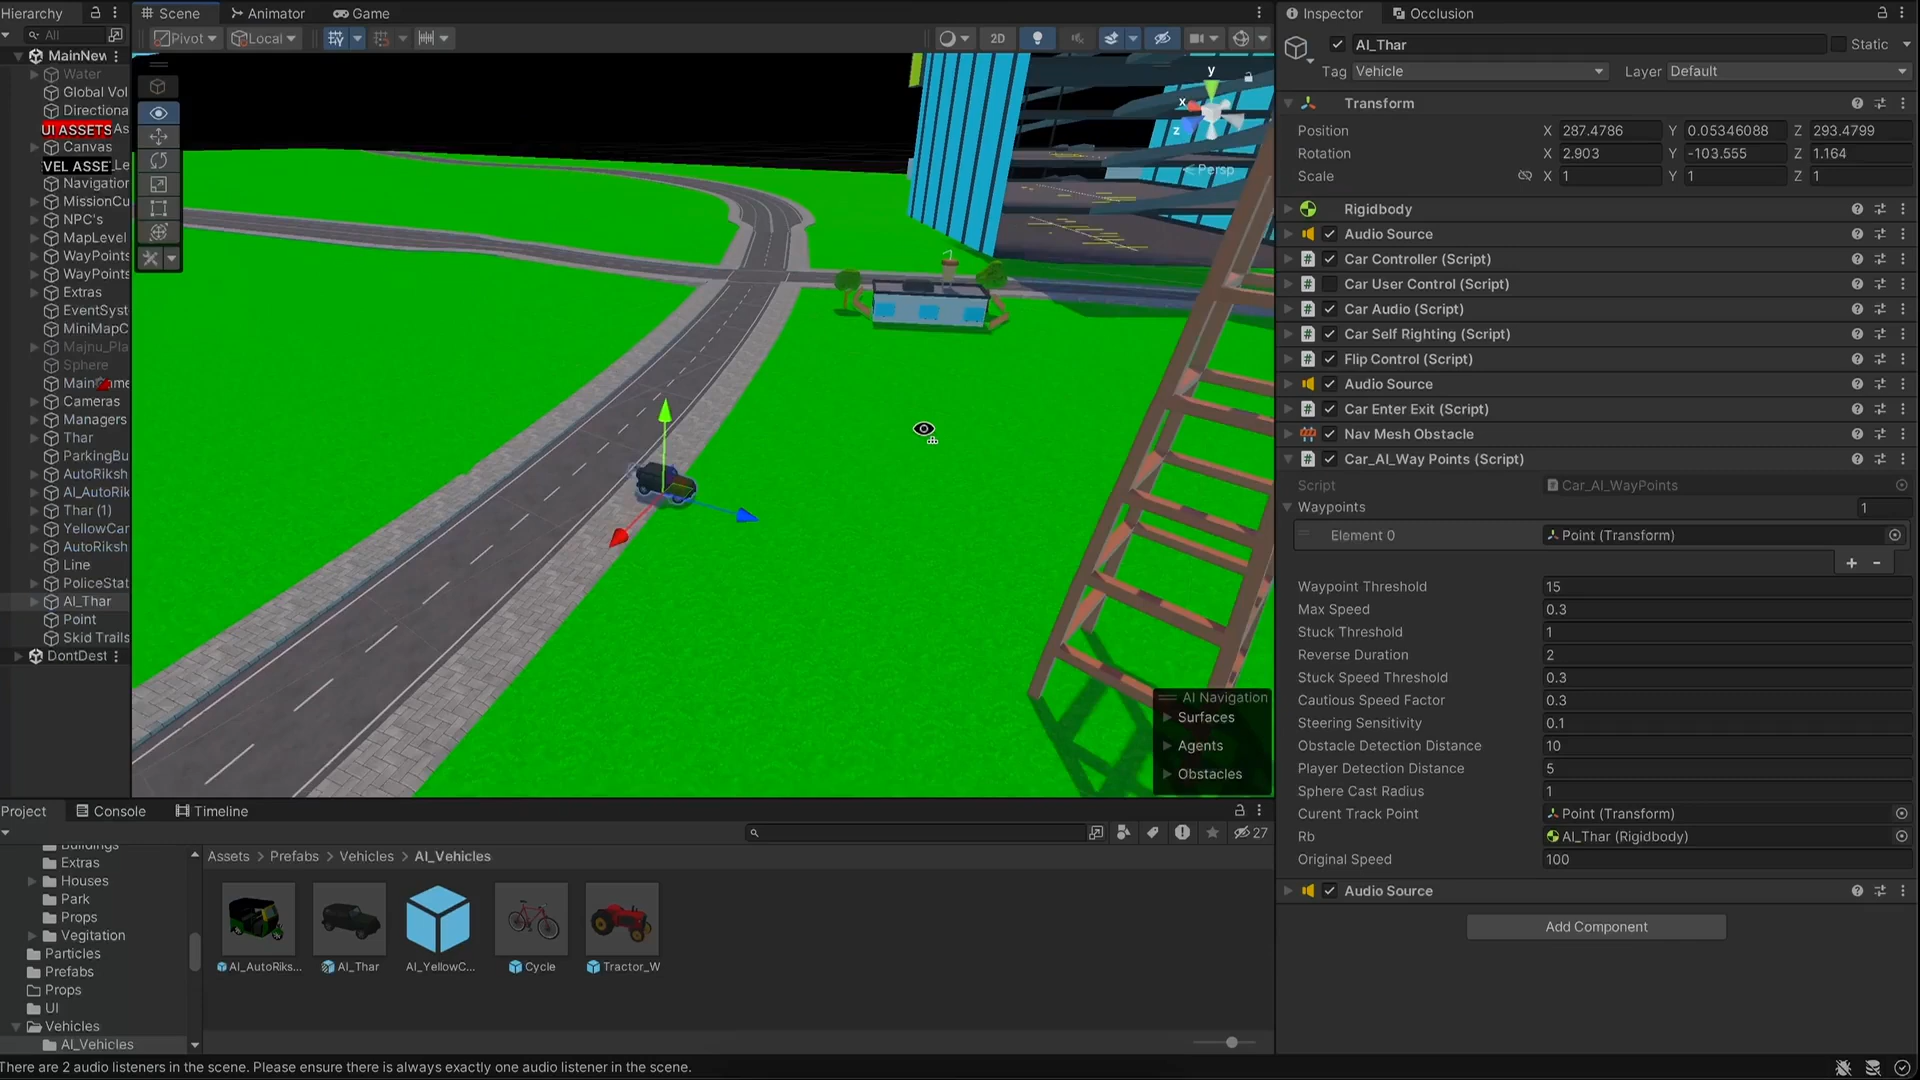 Hierarchy
All
MainNew
Water
Global Vol
Directiona
UI ASSETS As
Canvas
VEL ASSE Le
Navigation
MissionCu
NPC's
MapLevel
WayPoints
WayPoints
Extras
EventSyst
MiniMapC
Majnu_Pla
Sphere
MainGame
Cameras
Managers
Thar
ParkingBu
AutoRiksh
AI_AutoRik
Thar (1)
YellowCar
AutoRiksh
Line
PoliceStat
AI_Thar
Point
Skid Trails
DontDest
Scene Animator Game
Pivot Local 2D
y
x
z
Persp
AI Navigation
Surfaces
Agents
Obstacles
Inspector Occlusion
AI_Thar Static
Tag Vehicle Layer Default
Transform
Position X 287.4786 Y 0.05346088 Z 293.4799
Rotation X 2.903 Y -103.555 Z 1.164
Scale X 1 Y 1 Z 1
Rigidbody
Audio Source
Car Controller (Script)
Car User Control (Script)
Car Audio (Script)
Car Self Righting (Script)
Flip Control (Script)
Audio Source
Car Enter Exit (Script)
Nav Mesh Obstacle
Car_AI_Way Points (Script)
Script Car_AI_WayPoints
Waypoints 1
Element 0 Point (Transform)
+ -
Waypoint Threshold 15
Max Speed 0.3
Stuck Threshold 1
Reverse Duration 2
Stuck Speed Threshold 0.3
Cautious Speed Factor 0.3
Steering Sensitivity 0.1
Obstacle Detection Distance 10
Player Detection Distance 5
Sphere Cast Radius 1
Curent Track Point Point (Transform)
Rb AI_Thar (Rigidbody)
Original Speed 100
Audio Source
Add Component
Project Console Timeline
27
Buildings
Extras
Houses
Park
Props
Vegitation
Particles
Prefabs
Props
UI
Vehicles
AI_Vehicles
Assets > Prefabs > Vehicles > AI_Vehicles
AI_AutoRiks... AI_Thar AI_YellowC... Cycle Tractor_W
There are 2 audio listeners in the scene. Please ensure there is always exactly one audio listener in the scene.